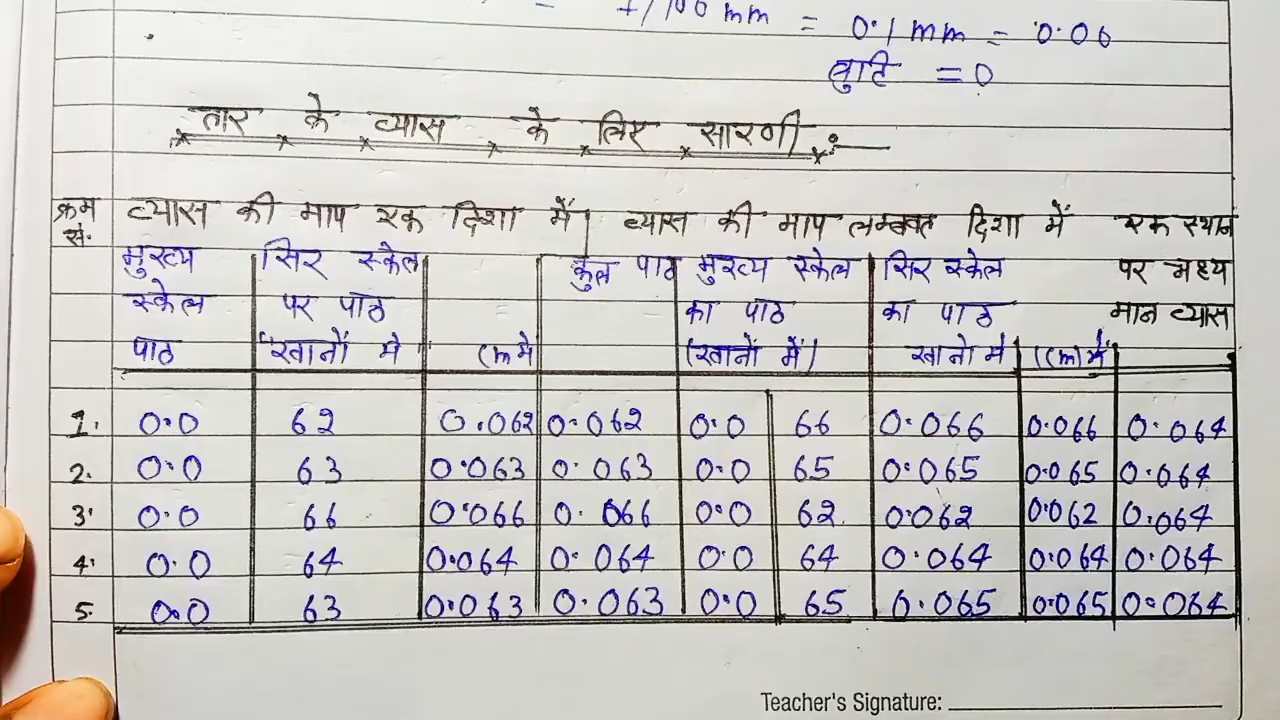 = 1/100 mm = 0.1 mm = 0.06
त्रुटि = 0
तार के व्यास के लिए सारणी :—
क्रम सं. व्यास की माप एक दिशा में | व्यास की माप लम्बवत दिशा में एक स्थान
मुख्य सिर स्केल कुल पाठ मुख्य स्केल सिर स्केल पर मध्य
स्केल पर पाठ का पाठ का पाठ मान व्यास
पाठ खानों मे (m मे (खानों में) खानो मे ((m) में
1. 0.0 62 0.062 0.062 0.0 66 0.066 0.066 0.064
2. 0.0 63 0.063 0.063 0.0 65 0.065 0.065 0.064
3. 0.0 66 0.066 0.066 0.0 62. 0.062 0.062 0.064
4. 0.0 64 0.064 0.064 0.0 64 0.064 0.064 0.064
5. 0.0 63 0.063 0.063 0.0 65 0.065 0.065 0.064
Teacher's Signature: